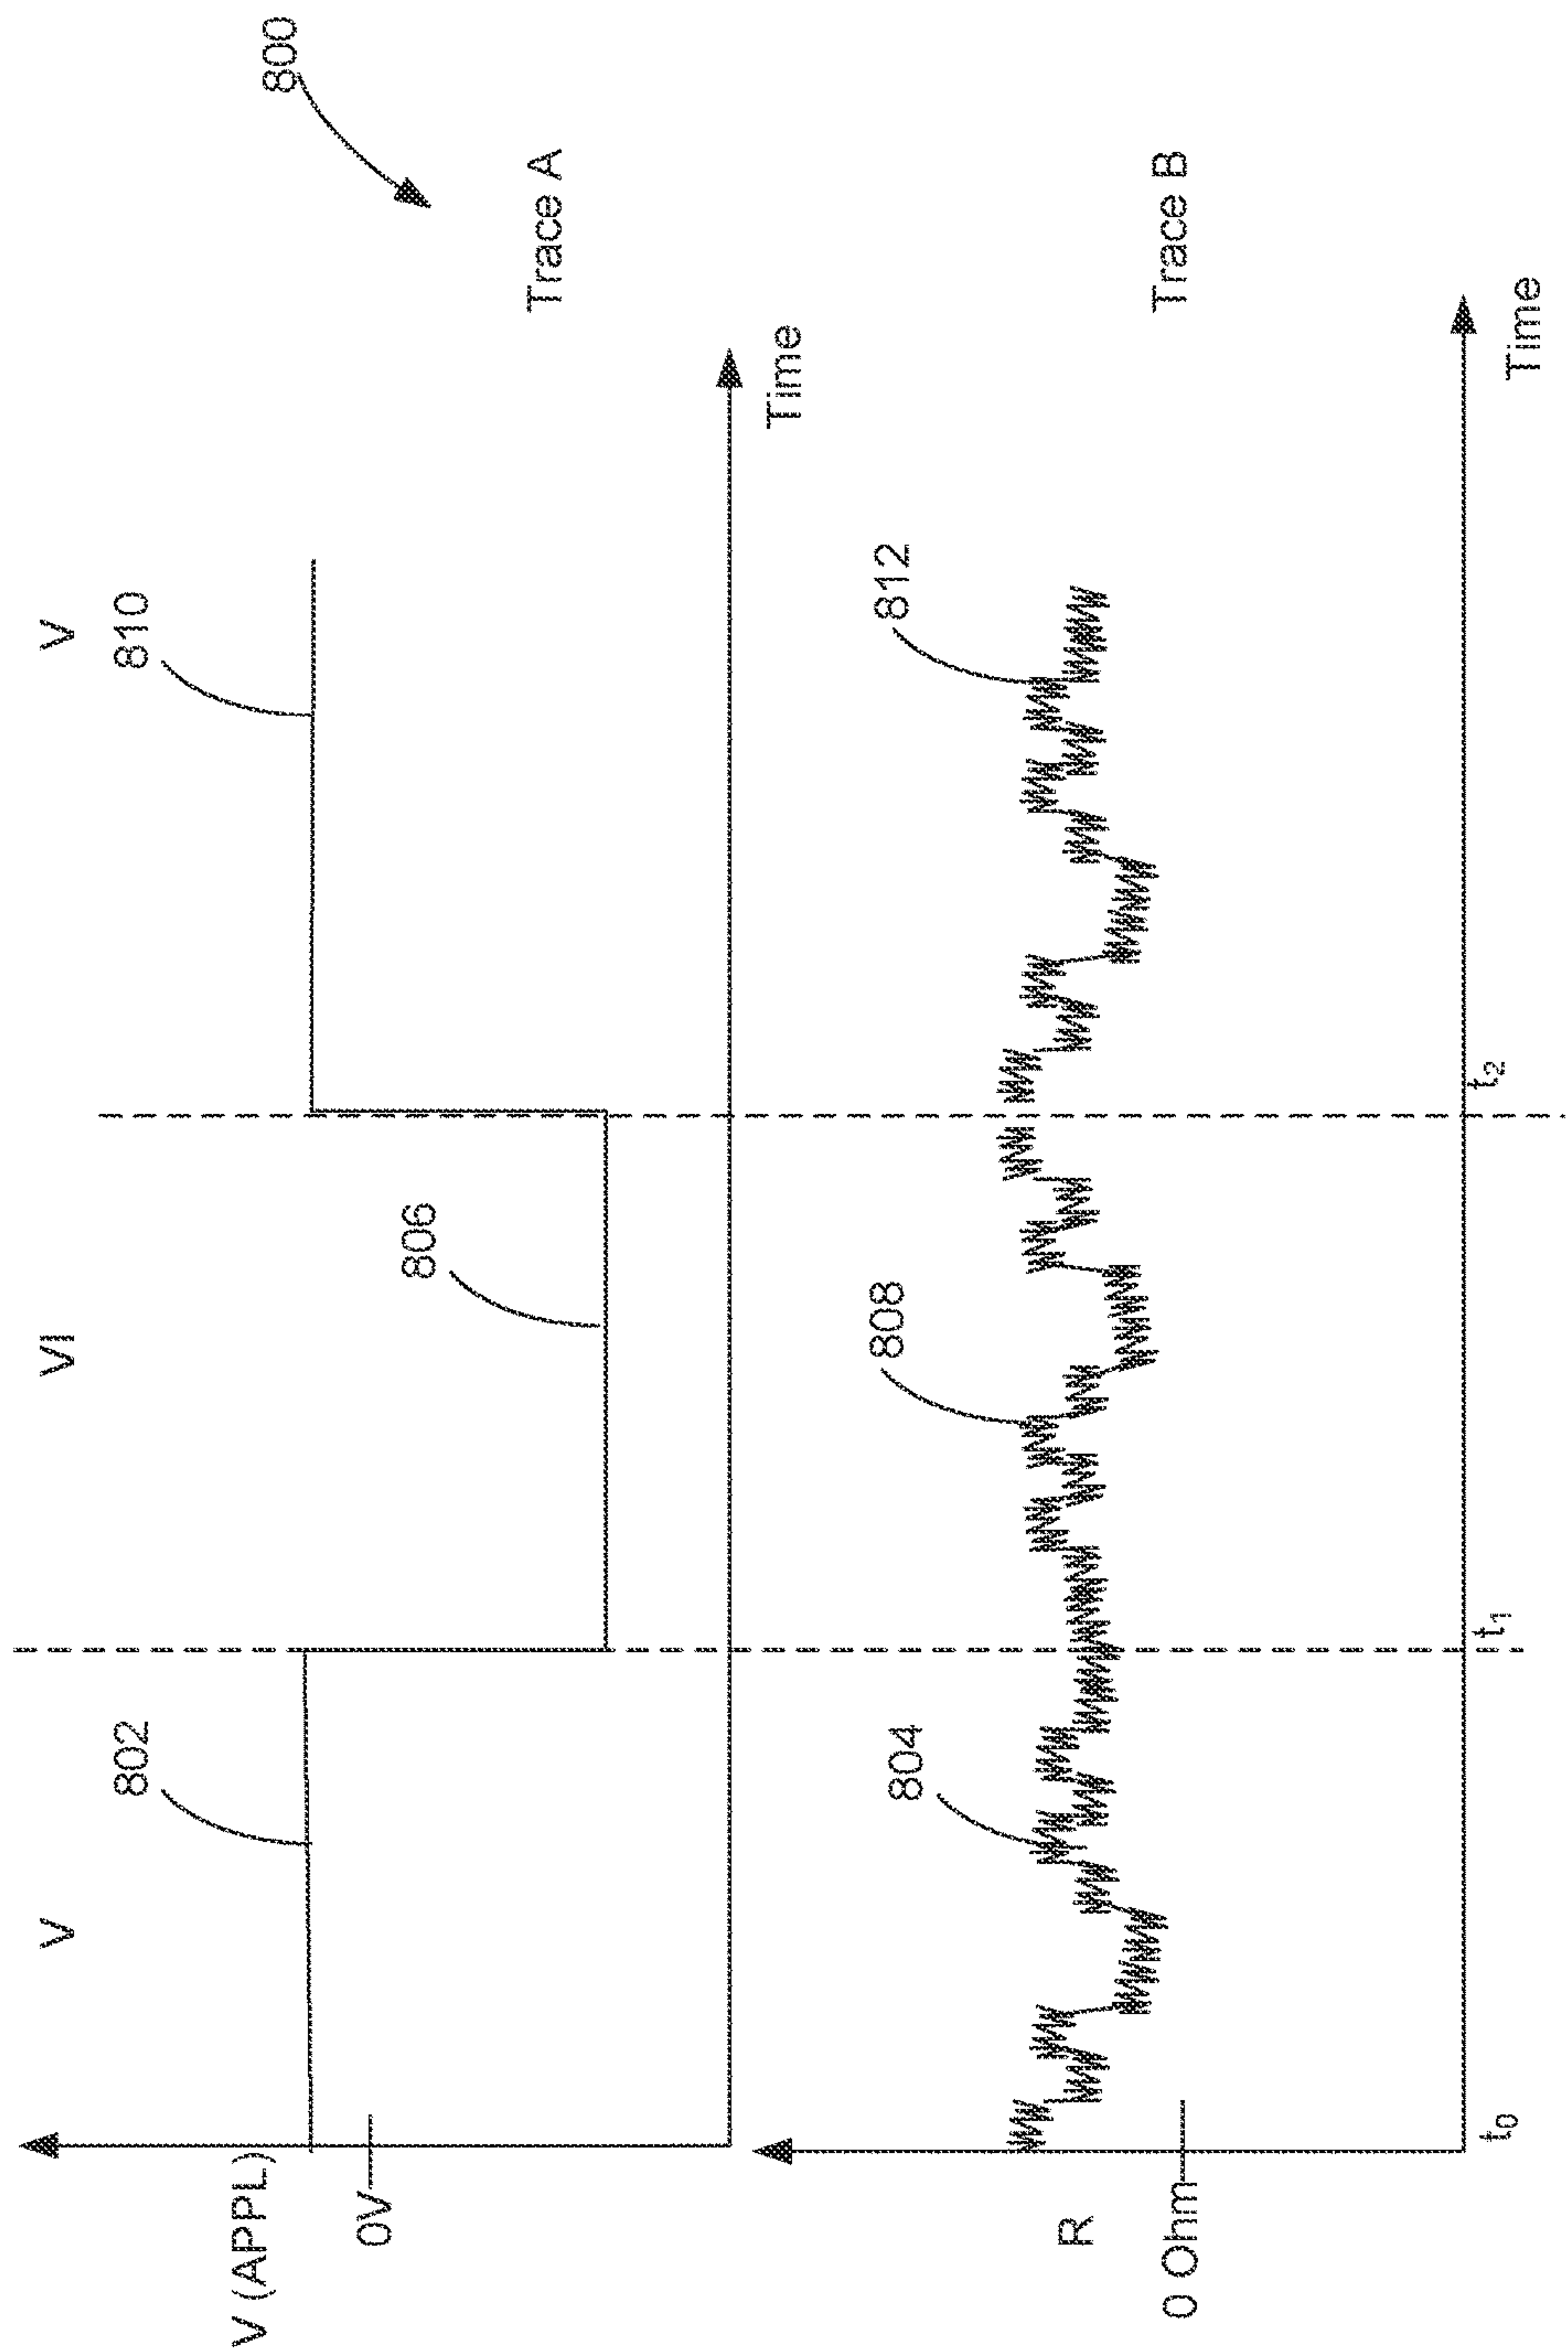 800
V
VI
V
802
806
810
V (APPL)
0V
Time
Trace A
804
808
812
R
0 Ohm
Trace B
t₀
t₁
t₂
Time